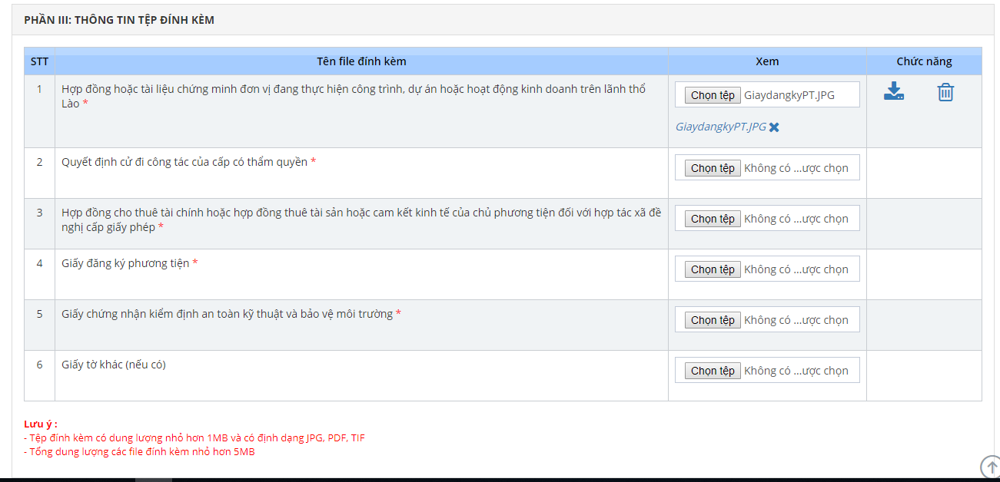 PHẦN III: THÔNG TIN TỆP ĐÍNH KÈM
STT Tên file đính kèm Xem Chức năng
1 Hợp đồng hoặc tài liệu chứng minh đơn vị đang thực hiện công trình, dự án hoặc hoạt động kinh doanh trên lãnh thổ
Lào *
Chọn tệp GiaydangkyPT.JPG
GiaydangkyPT.JPG
2 Quyết định cử đi công tác của cấp có thẩm quyền * Chọn tệp Không có ...ược chọn
3 Hợp đồng cho thuê tài chính hoặc hợp đồng thuê tài sản hoặc cam kết kinh tế của chủ phương tiện đối với hợp tác xã đề
nghị cấp giấy phép *
Chọn tệp Không có ...ược chọn
4 Giấy đăng ký phương tiện * Chọn tệp Không có ...ược chọn
5 Giấy chứng nhận kiểm định an toàn kỹ thuật và bảo vệ môi trường * Chọn tệp Không có ...ược chọn
6 Giấy tờ khác (nếu có) Chọn tệp Không có ...ược chọn
Lưu ý :
- Tệp đính kèm có dung lượng nhỏ hơn 1MB và có định dạng JPG, PDF, TIF
- Tổng dung lượng các file đính kèm nhỏ hơn 5MB